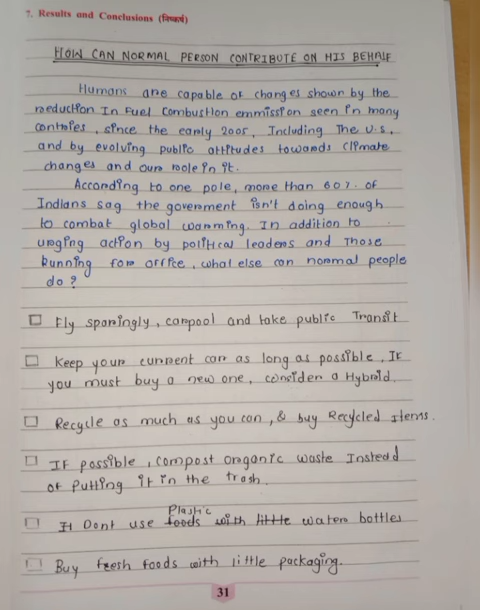 7. Results and Conclusions (निष्कर्ष)
HOW CAN NORMAL PERSON CONTRIBUTE ON HIS BEHALF
Humans are capable of changes shown by the
reduction In Fuel Combustion emmission seen in many
contries, since the early 2005, Including The U.S.,
and by evolving public attitudes towards Climate
changes and our role in it.
According to one pole, more than 60%. of
Indians sag the government isn't doing enough
to combat global warming. In addition to
urging action by political leaders and Those
bunning for office, what else can normal people
do?
Fly sparingly, carpool and take public Transit
Keep your current car as long as possible, If
you must buy a new one, consider a Hybrid.
Recycle as much as you can, & buy Recycled items.
If possible, compost organic waste Instead
of Putting it in the trash.
Plastic
It Dont use foods with little water bottles
Buy fresh foods with little packaging.
31